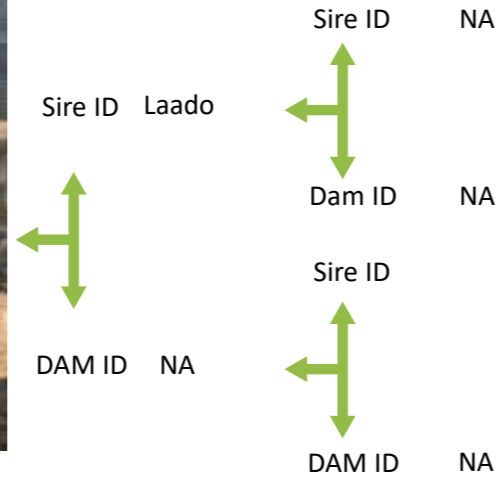 Sire ID NA
Sire ID Laado
Dam ID NA
Sire ID
DAM ID NA
DAM ID NA